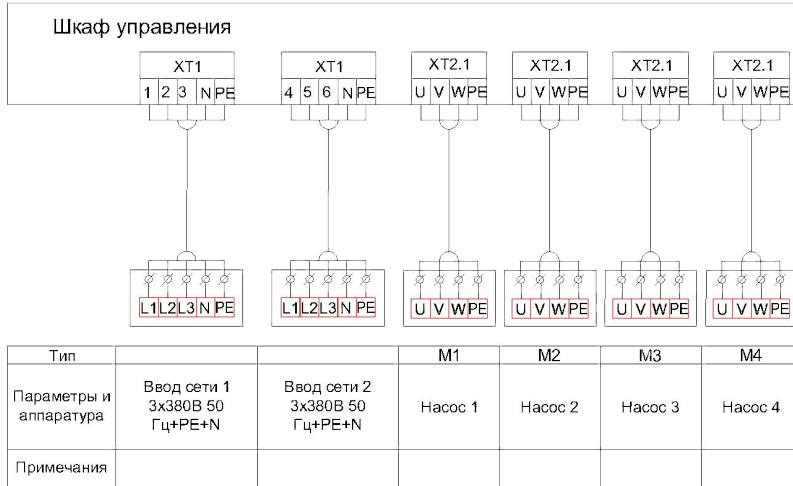 Шкаф управления
XT1 XT1 XT2.1 XT2.1 XT2.1 XT2.1
1 2 3 N PE 4 5 6 N PE U V W PE U V W PE U V W PE U V W PE
L1 L2 L3 N PE L1 L2 L3 N PE U V W PE U V W PE U V W PE U V W PE
Тип M1 M2 M3 M4
Параметры и
аппаратура
Ввод сети 1
3x380В 50
Гц+PE+N
Ввод сети 2
3x380В 50
Гц+PE+N
Насос 1 Насос 2 Насос 3 Насос 4
Примечания